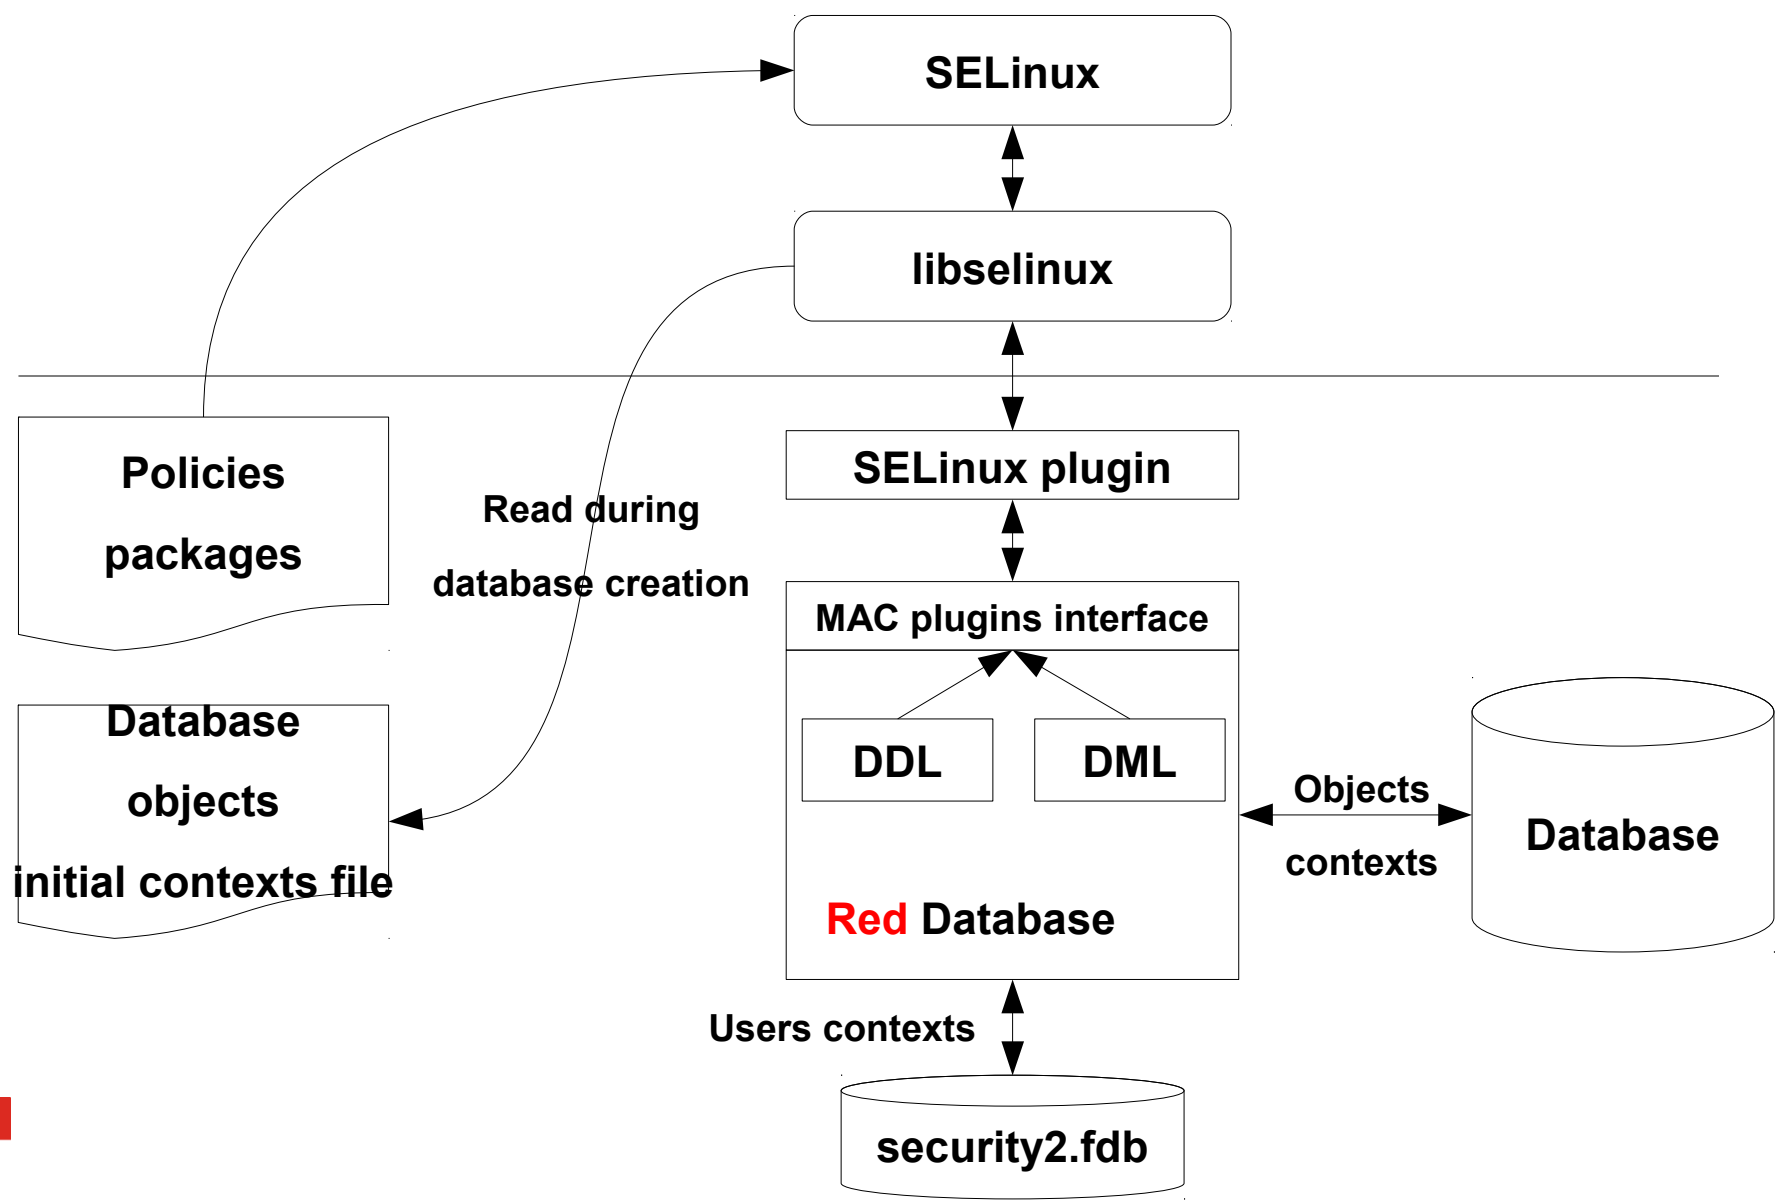 SELinux
libselinux
SELinux plugin
Policies
packages
Read during
database creation
MAC plugins interface
DDL
DML
Database
objects
initial contexts file
Red Database
Objects
contexts
Database
Users contexts
security2.fdb